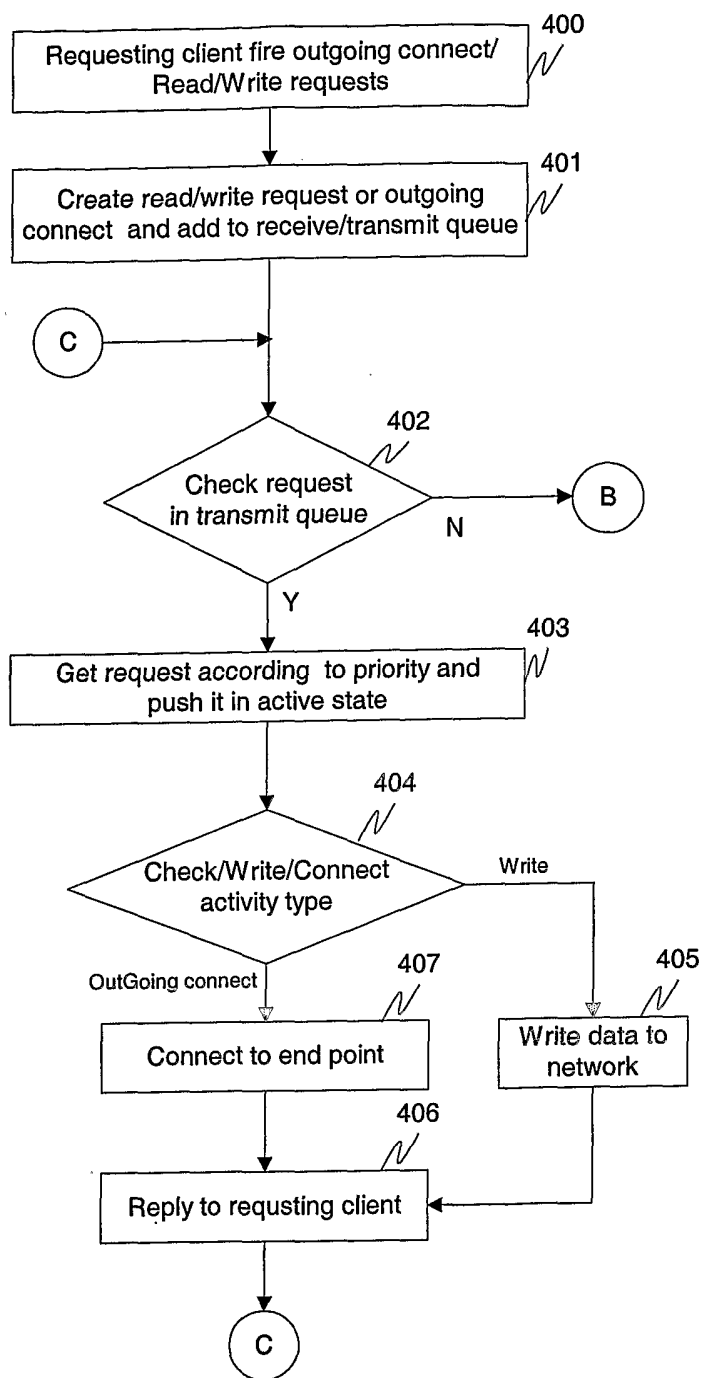 400
Requesting client fire outgoing connect/
Read/Write requests
401
Create read/write request or outgoing
connect and add to receive/transmit queue
C
402
Check request
in transmit queue
B
N
Y
403
Get request according to priority and
push it in active state
404
Check/Write/Connect
activity type
Write
OutGoing connect
407
405
Connect to end point
Write data to
network
406
Reply to requsting client
C